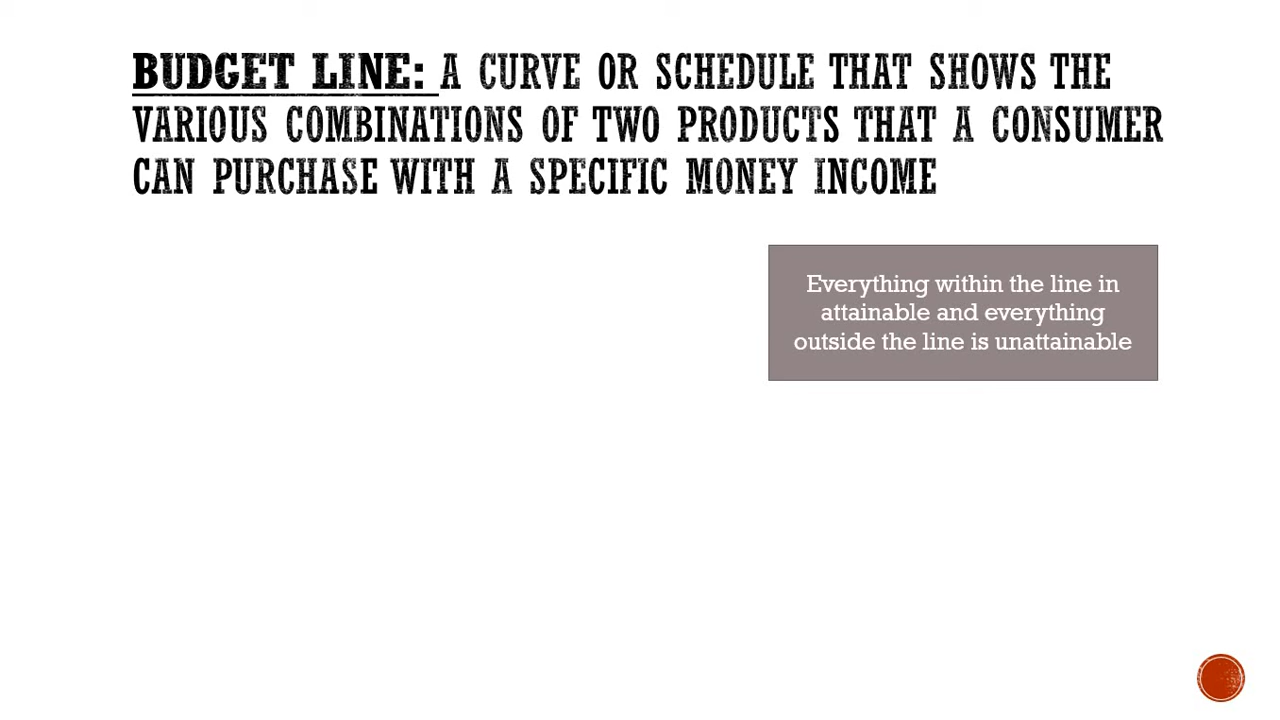 BUDGET LINE: A CURVE OR SCHEDULE THAT SHOWS THE
VARIOUS COMBINATIONS OF TWO PRODUCTS THAT A CONSUMER
CAN PURCHASE WITH A SPECIFIC MONEY INCOME
Everything within the line in
attainable and everything
outside the line is unattainable